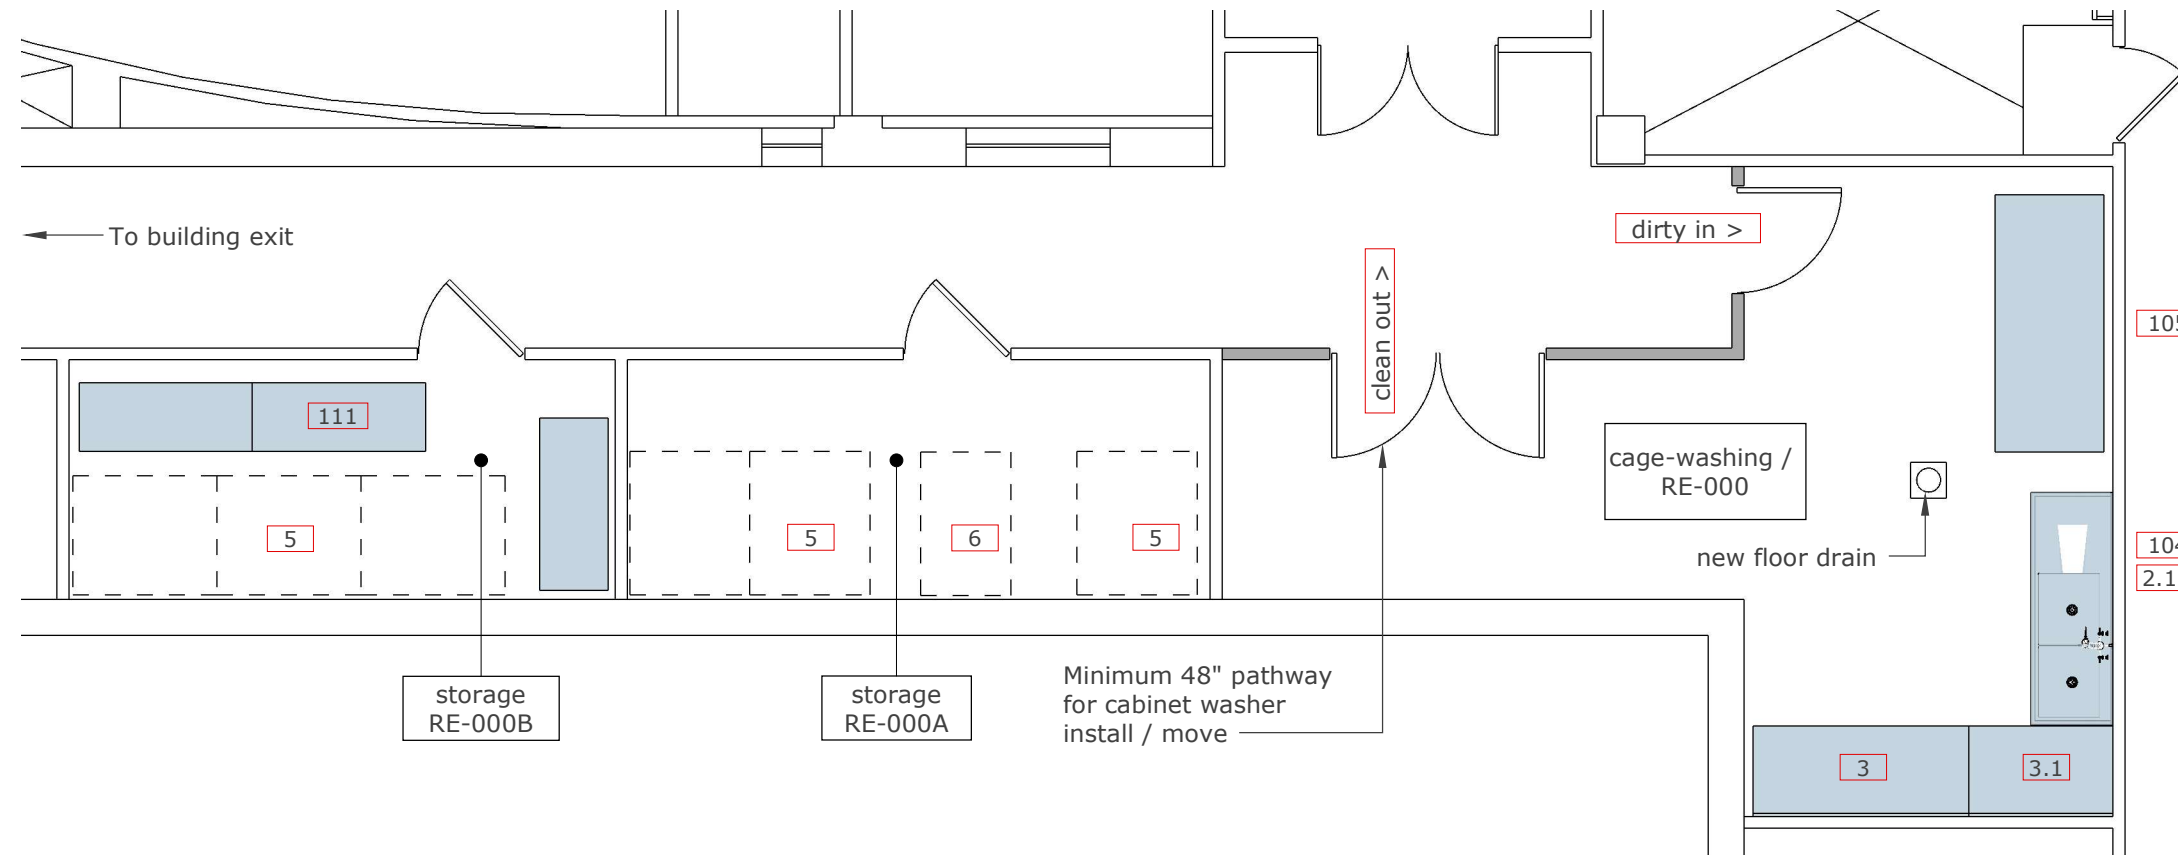 To building exit
dirty in >
clean out >
105
111
cage-washing /
RE-000
5
5
6
5
new floor drain
104
2.1
storage
RE-000B
storage
RE-000A
Minimum 48" pathway
for cabinet washer
install / move
3
3.1